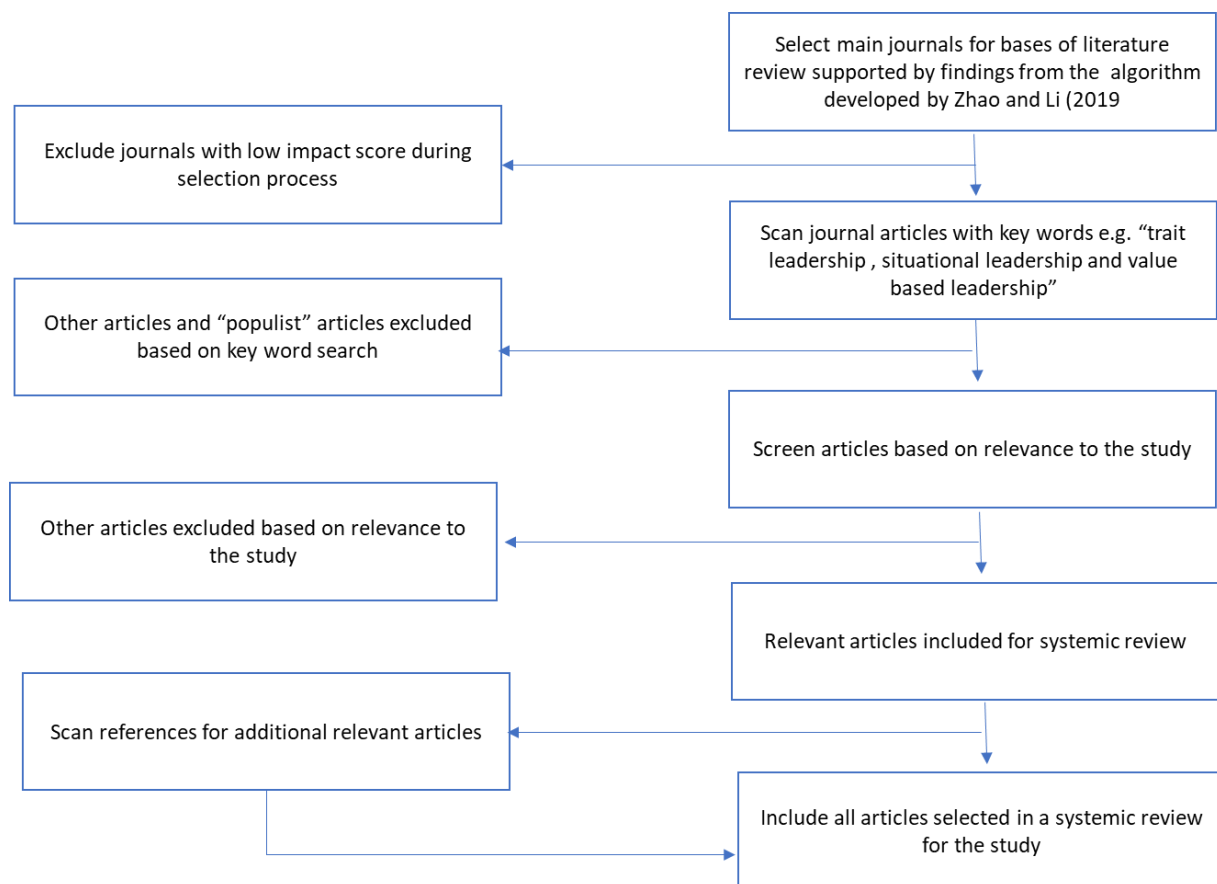 Select main journals for bases of literature
review supported by findings from the algorithm
developed by Zhao and Li (2019
Exclude journals with low impact score during
selection process
Scan journal articles with key words e.g. “trait
leadership , situational leadership and value
based leadership”
Other articles and “populist” articles excluded
based on key word search
Screen articles based on relevance to the study
Other articles excluded based on relevance to
the study
Relevant articles included for systemic review
Scan references for additional relevant articles
Include all articles selected in a systemic review
for the study